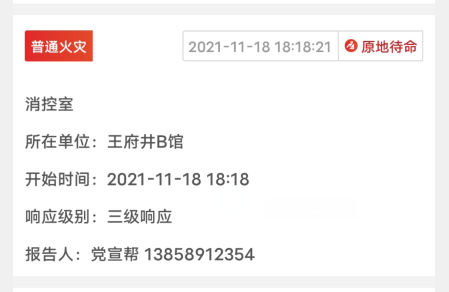 普通火灾 2021-11-18 18:18:21 原地待命
消控室
所在单位：王府井B馆
开始时间：2021-11-18 18:18
响应级别：三级响应
报告人：党宣帮 13858912354